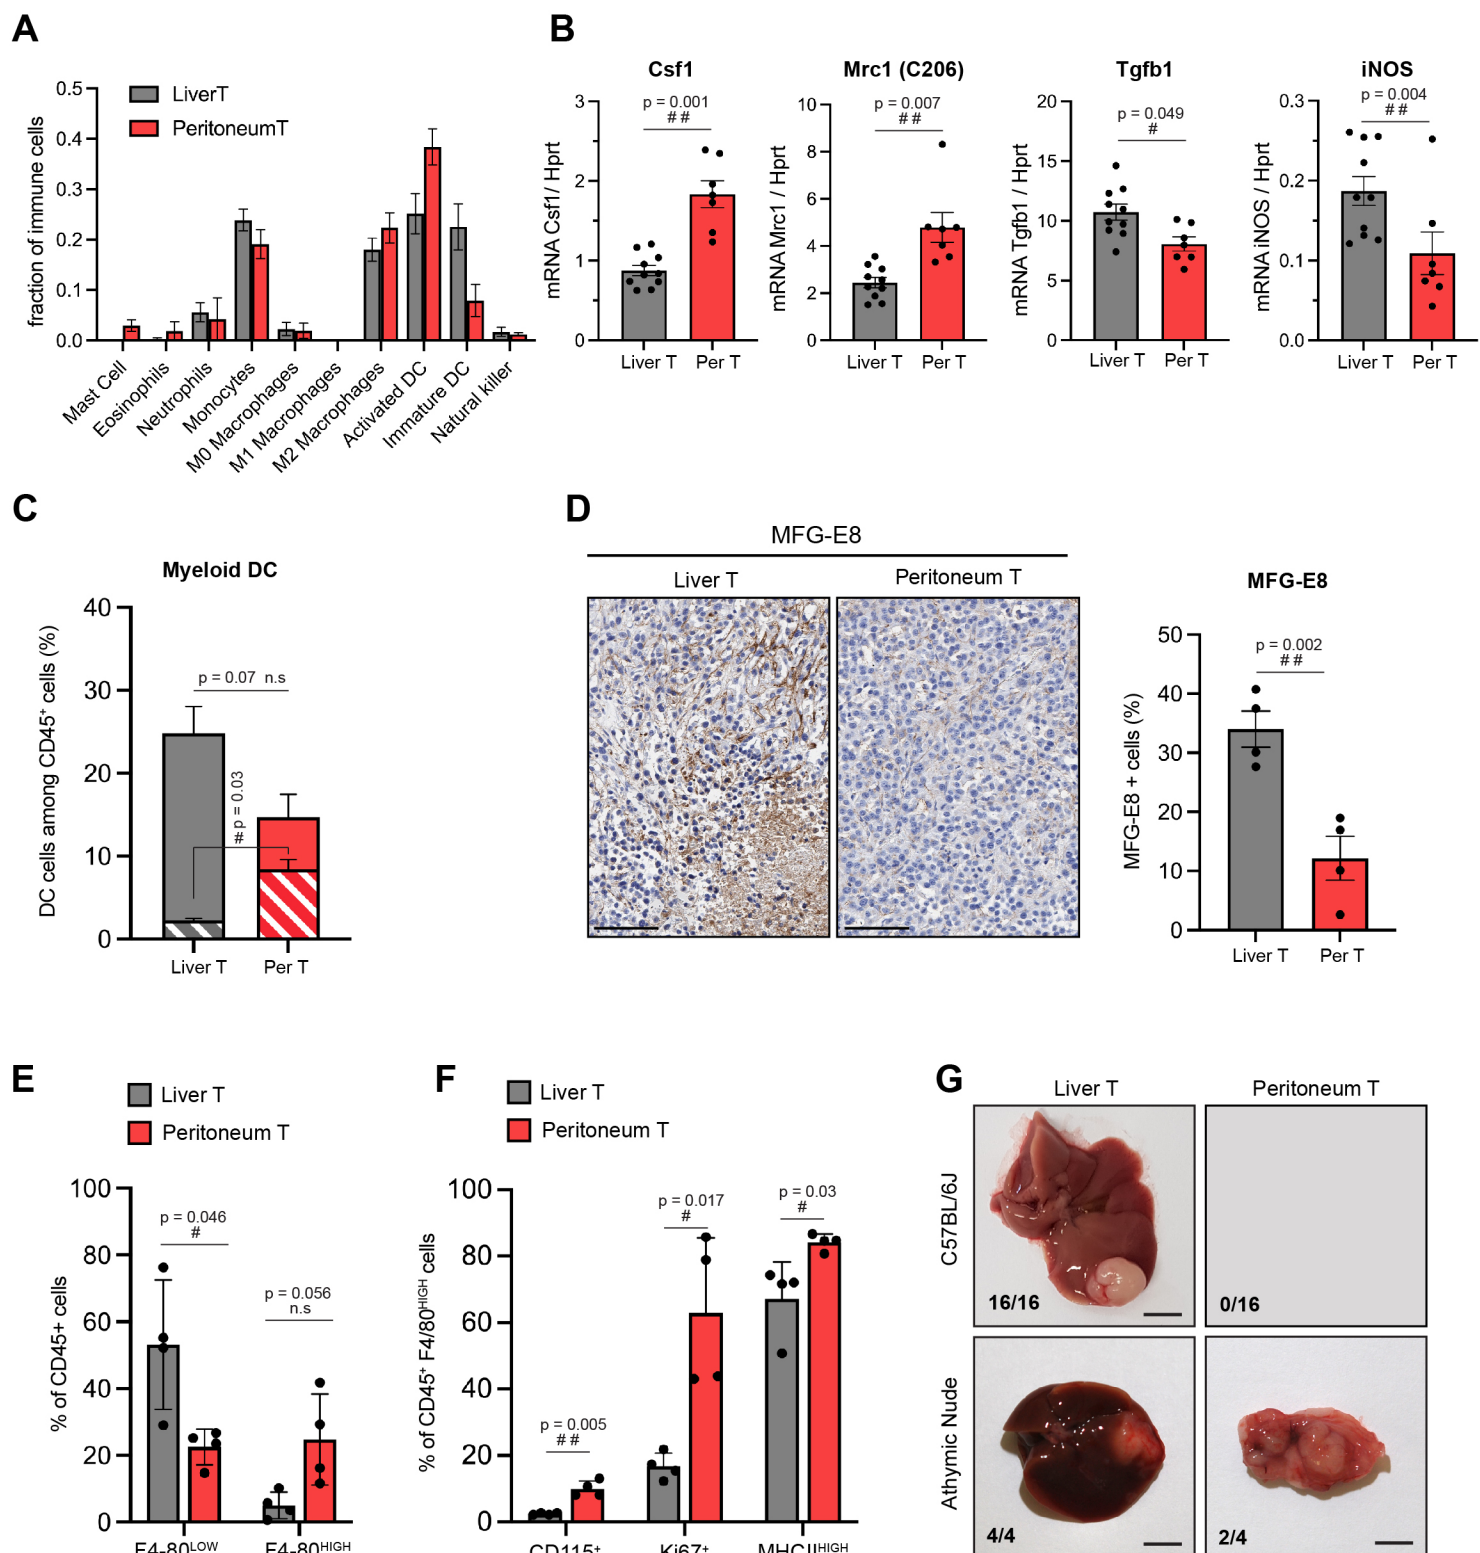 A
LiverT
PeritoneumT
fraction of immune cells
0.5
0.4
0.3
0.2
0.1
0.0
Mast Cell
Eosinophils
Neutrophils
Monocytes
M0 Macrophages
M1 Macrophages
M2 Macrophages
Activated DC
Immature DC
Natural killer
B
Csf1
p = 0.001
##
mRNA Csf1/ Hprt
3
2
1
0
Liver T Per T
Mrc1 (C206)
p = 0.007
##
mRNA Mrc1 / Hprt
10
8
6
4
2
0
Liver T Per T
Tgfb1
p = 0.049
#
mRNA Tgfb1 / Hprt
20
15
10
5
0
Liver T Per T
iNOS
p = 0.004
##
mRNA iNOS / Hprt
0.3
0.2
0.1
0.0
Liver T Per T
C
Myeloid DC
DC cells among CD45⁺ cells (%)
40
30
20
10
0
p = 0.07 n.s
# p = 0.03
Liver T Per T
D
MFG-E8
Liver T Peritoneum T
MFG-E8
p = 0.002
##
MFG-E8 + cells (%)
50
40
30
20
10
0
Liver T Per T
E
Liver T
Peritoneum T
% of CD45+ cells
100
80
60
40
20
0
p = 0.046
#
p = 0.056
n.s
F4-80ᴸᴼᵂ F4-80ᴴᴵᴳᴴ
F
Liver T
Peritoneum T
% of CD45⁺ F4/80ᴴᴵᴳᴴ cells
100
80
60
40
20
0
p = 0.005
##
p = 0.017
#
p = 0.03
#
CD115⁺ Ki67⁺ MHCIIᴴᴵᴳᴴ
G
Liver T Peritoneum T
C57BL/6J
16/16 0/16
Athymic Nude
4/4 2/4